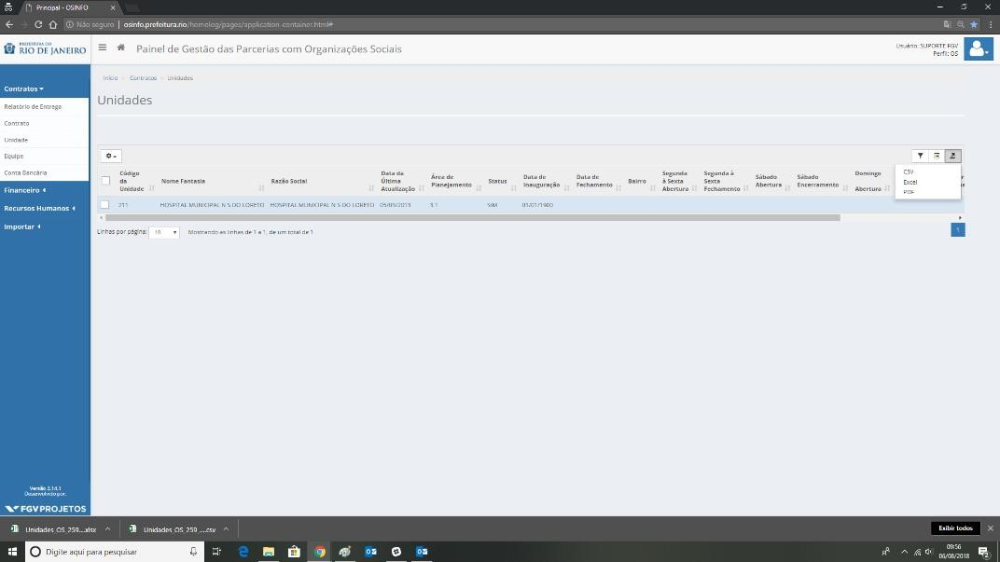 Principal - OSINFO
Não seguro | osinfo.prefeitura.rio/homolog/pages/application-container.html#
PREFEITURA DO
RIO DE JANEIRO
Painel de Gestão das Parcerias com Organizações Sociais
Usuário: SUPORTE FGV
Perfil: OS
Início
Contratos
Unidades
Unidades
Contratos
Relatório de Entrega
Contrato
Unidade
Equipe
Conta Bancária
Financeiro
Recursos Humanos
Importar
Código da Unidade
Nome Fantasia
Razão Social
Data da Última Atualização
Área de Planejamento
Status
Data de Inauguração
Data de Fechamento
Bairro
Segunda à Sexta Abertura
Segunda à Sexta Fechamento
Sábado Abertura
Sábado Encerramento
Domingo Abertura
CSV
Excel
PDF
211 HOSPITAL MUNICIPAL N S DO LORETO HOSPITAL MUNICIPAL N S DO LORETO 05/03/2013 3.1 SIM 01/01/1900
Linhas por página: 10 Mostrando as linhas de 1 a 1, de um total de 1.
1
Versão 2.14.1
Desenvolvido por:
FGV PROJETOS
Unidades_OS_259....xlsx
Unidades_OS_259_....csv
Exibir todos
Digite aqui para pesquisar
09:56
06/08/2018
2